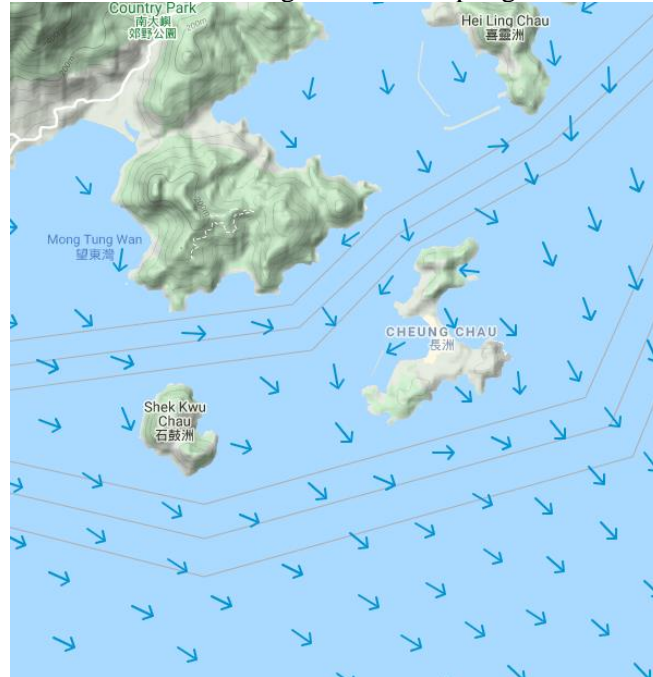 Country Park
南大嶼
郊野公園
300m
Hei Ling Chau
喜靈洲
Mong Tung Wan
望東灣
CHEUNG CHAU
長洲
Shek Kwu
Chau
石鼓洲